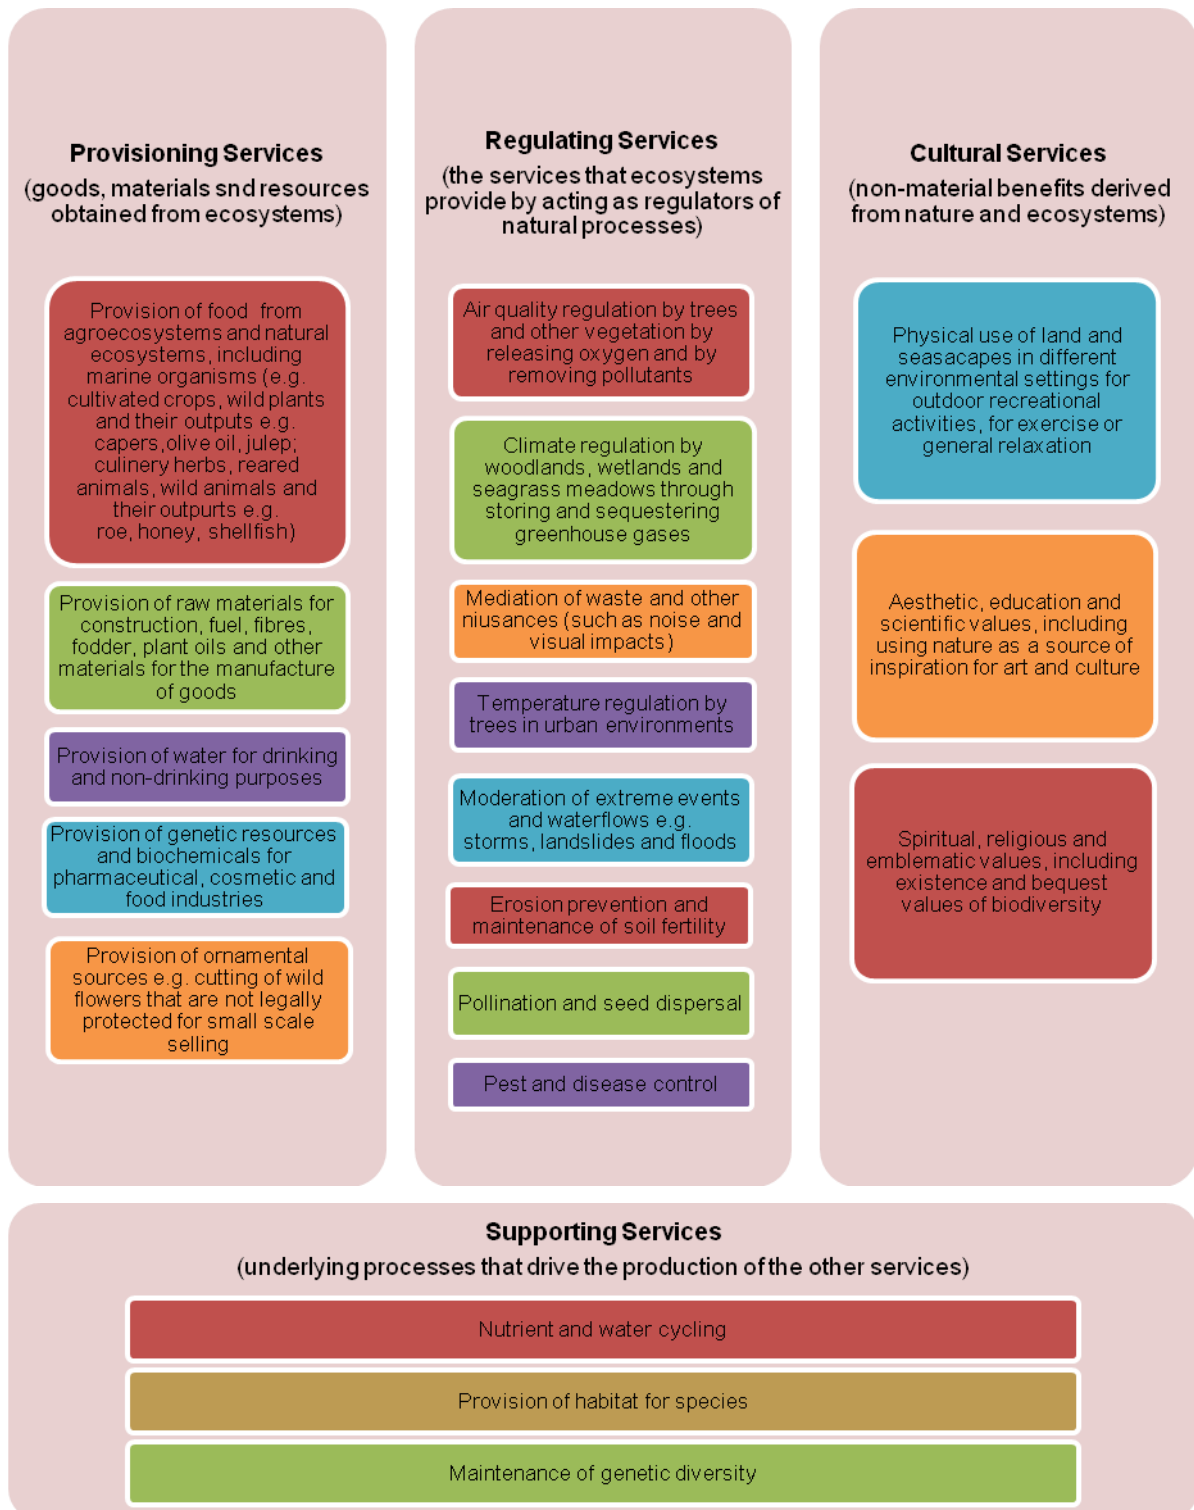 Provisioning Services
(goods, materials snd resources
obtained from ecosystems)
Provision of food from
agroecosystems and natural
ecosystems, including
marine organisms (e.g.
cultivated crops, wild plants
and their outputs e.g.
capers,olive oil, julep;
culinery herbs, reared
animals, wild animals and
their outpurts e.g.
roe, honey, shellfish)
Provision of raw materials for
construction, fuel, fibres,
fodder, plant oils and other
materials for the manufacture
of goods
Provision of water for drinking
and non-drinking purposes
Provision of genetic resources
and biochemicals for
pharmaceutical, cosmetic and
food industries
Provision of ornamental
sources e.g. cutting of wild
flowers that are not legally
protected for small scale
selling
Regulating Services
(the services that ecosystems
provide by acting as regulators of
natural processes)
Air quality regulation by trees
and other vegetation by
releasing oxygen and by
removing pollutants
Climate regulation by
woodlands, wetlands and
seagrass meadows through
storing and sequestering
greenhouse gases
Mediation of waste and other
niusances (such as noise and
visual impacts)
Temperature regulation by
trees in urban environments
Moderation of extreme events
and waterflows e.g.
storms, landslides and floods
Erosion prevention and
maintenance of soil fertility
Pollination and seed dispersal
Pest and disease control
Cultural Services
(non-material benefits derived
from nature and ecosystems)
Physical use of land and
seasacapes in different
environmental settings for
outdoor recreational
activities, for exercise or
general relaxation
Aesthetic, education and
scientific values, including
using nature as a source of
inspiration for art and culture
Spiritual, religious and
emblematic values, including
existence and bequest
values of biodiversity
Supporting Services
(underlying processes that drive the production of the other services)
Nutrient and water cycling
Provision of habitat for species
Maintenance of genetic diversity